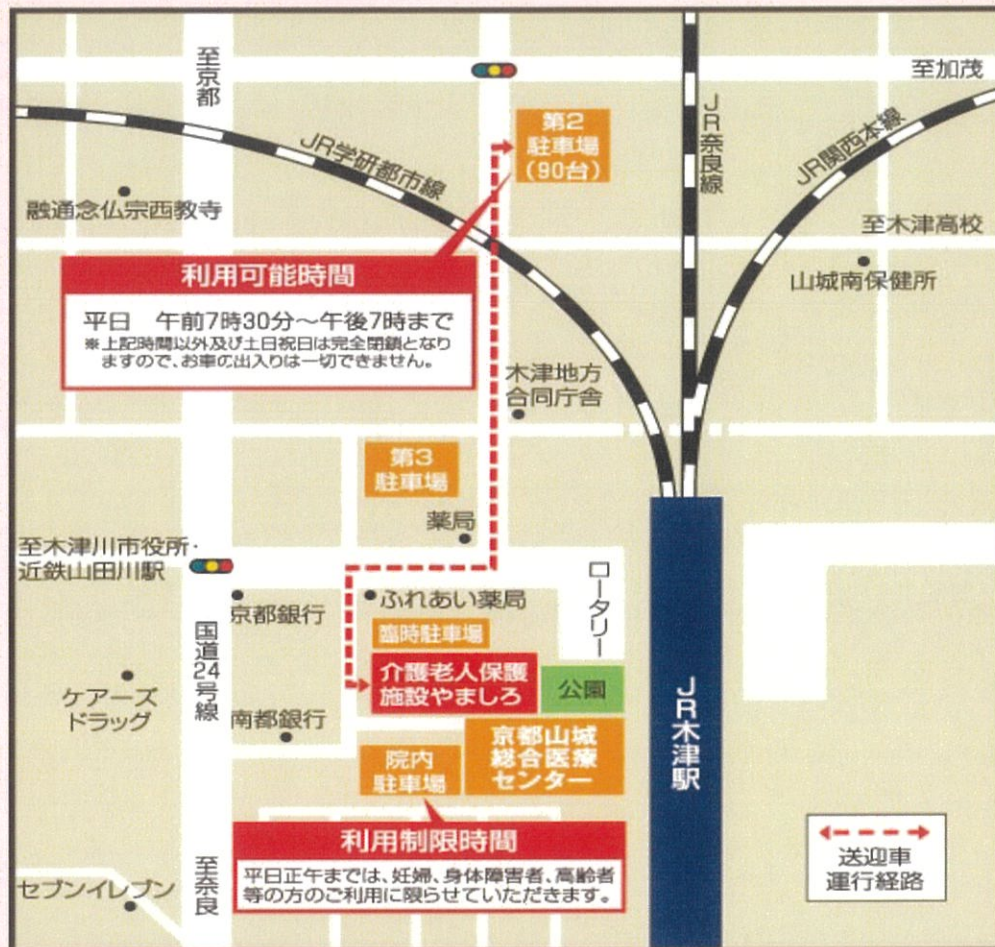 至京都
至加茂
第2
駐車場
(90台)
JR奈良線
JR学研都市線
JR関西本線
融通念仏宗西教寺
至木津高校
山城南保健所
利用可能時間
平日 午前7時30分～午後7時まで
※上記時間以外及び土日祝日は完全閉鎖となり
ますので、お車の出入りは一切できません。
木津地方
合同庁舎
第3
駐車場
薬局
至木津川市役所・
近鉄山田川駅
京都銀行
ふれあい薬局
ロータリー
臨時駐車場
国道24号線
介護老人保護
施設やましろ
公園
ケアーズ
ドラッグ
南都銀行
京都山城
総合医療
センター
院内
駐車場
JR木津駅
利用制限時間
平日正午までは、妊婦、身体障害者、高齢者
等の方のご利用に限らせていただきます。
送迎車
運行経路
セブンイレブン
至奈良